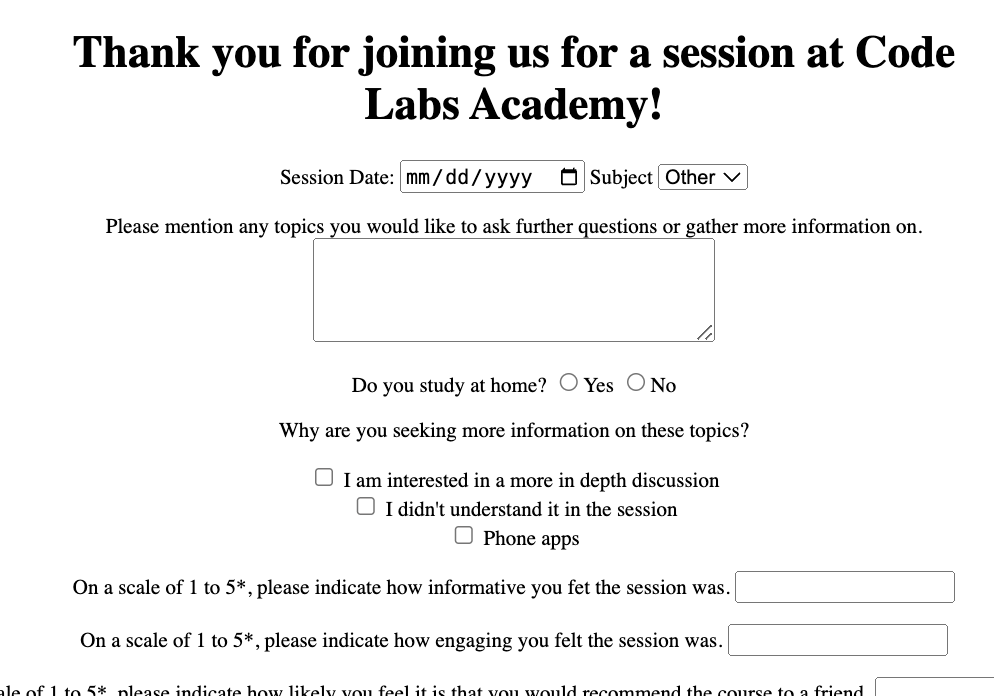 Thank you for joining us for a session at Code
Labs Academy!
Session Date: mm/dd/yyyy Subject Other
Please mention any topics you would like to ask further questions or gather more information on.
Do you study at home? Yes No
Why are you seeking more information on these topics?
I am interested in a more in depth discussion
I didn't understand it in the session
Phone apps
On a scale of 1 to 5*, please indicate how informative you fet the session was.
On a scale of 1 to 5*, please indicate how engaging you felt the session was.
of 1 to 5*, please indicate how likely you feel it is that you would recommend the course to a friend